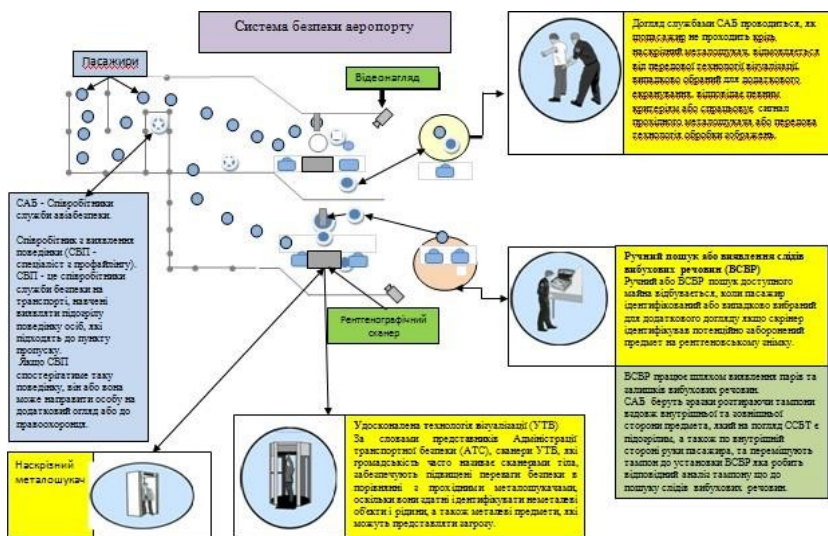 Система безпеки аеропорту
Пасажири
Відеонагляд
Догляд службами САБ проводиться, як
щопасажир не проходить крізь
наскрізний металошукач, відмовляється
від передової технології візуалізації,
випадково обраний для додаткового
екранування, відповідає певним
критеріям або спрацьовує сигнал
прохідного металошукача або передова
технологія обробки зображень.
САБ - Співробітники
служби авіабезпеки.
Співробітник з виявлення
поведінки (СВП -
спеціаліст з профайлінгу).
СВП - це співробітники
служби безпеки на
транспорті, навчені
виявляти підозрілу
поведінку осіб, які
підходять до пункту
пропуску.
Якщо СВП
спостерігатиме таку
поведінку, він або вона
може направити особу на
додатковий огляд або до
правоохоронця.
Рентгенографічний
сканер
Ручний пошук або виявлення слідів
вибухових речовин (ВСВР)
Ручний або ВСВР пошук доступного
майна відбувається, коли пасажир
ідентифікований або випадково вибраний
для додаткового догляду якщо скрінер
ідентифікував потенційно заборонений
предмет на рентгеновському знімку.
ВСВР працює шляхом виявлення парів та
залишків вибухових речовин.
САБ беруть зразки розтираючи тампони
вздовж внутрішньої та зовнішньої
сторони предмета, який на погляд ССБТ є
підозрілим, а також по внутрішній
стороні руки пасажира, та перемішують
тампон до установки ВСВР яка робить
відповідний аналіз тампону що до
пошуку слідів вибухових речовин.
Наскрізний
металошукач
Удосконалена технологія візуалізації (УТВ)
За словами представників Адміністрації
транспортної безпеки (АТС), сканери УТВ, які
громадськість часто називає сканерами тіла,
забезпечують підвищені переваги безпеки в
порівнянні з прохідними металошукачами,
оскільки вони здатні ідентифікувати неметалеві
об'єкти і рідини, а також металеві предмети, які
можуть представляти загрозу.